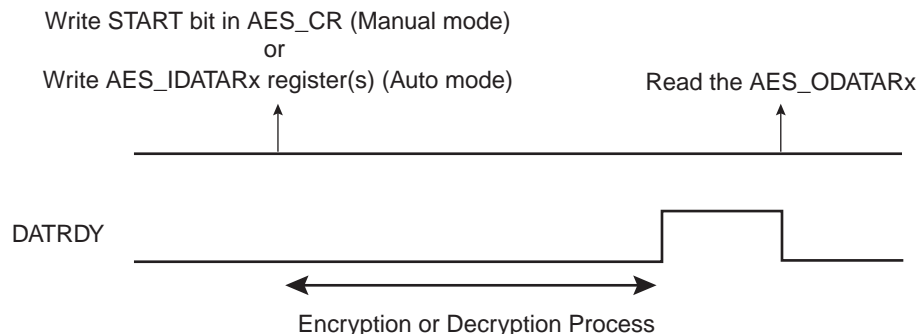 Write START bit in AES_CR (Manual mode)
or
Write AES_IDATARx register(s) (Auto mode)
Read the AES_ODATARx
DATRDY
Encryption or Decryption Process